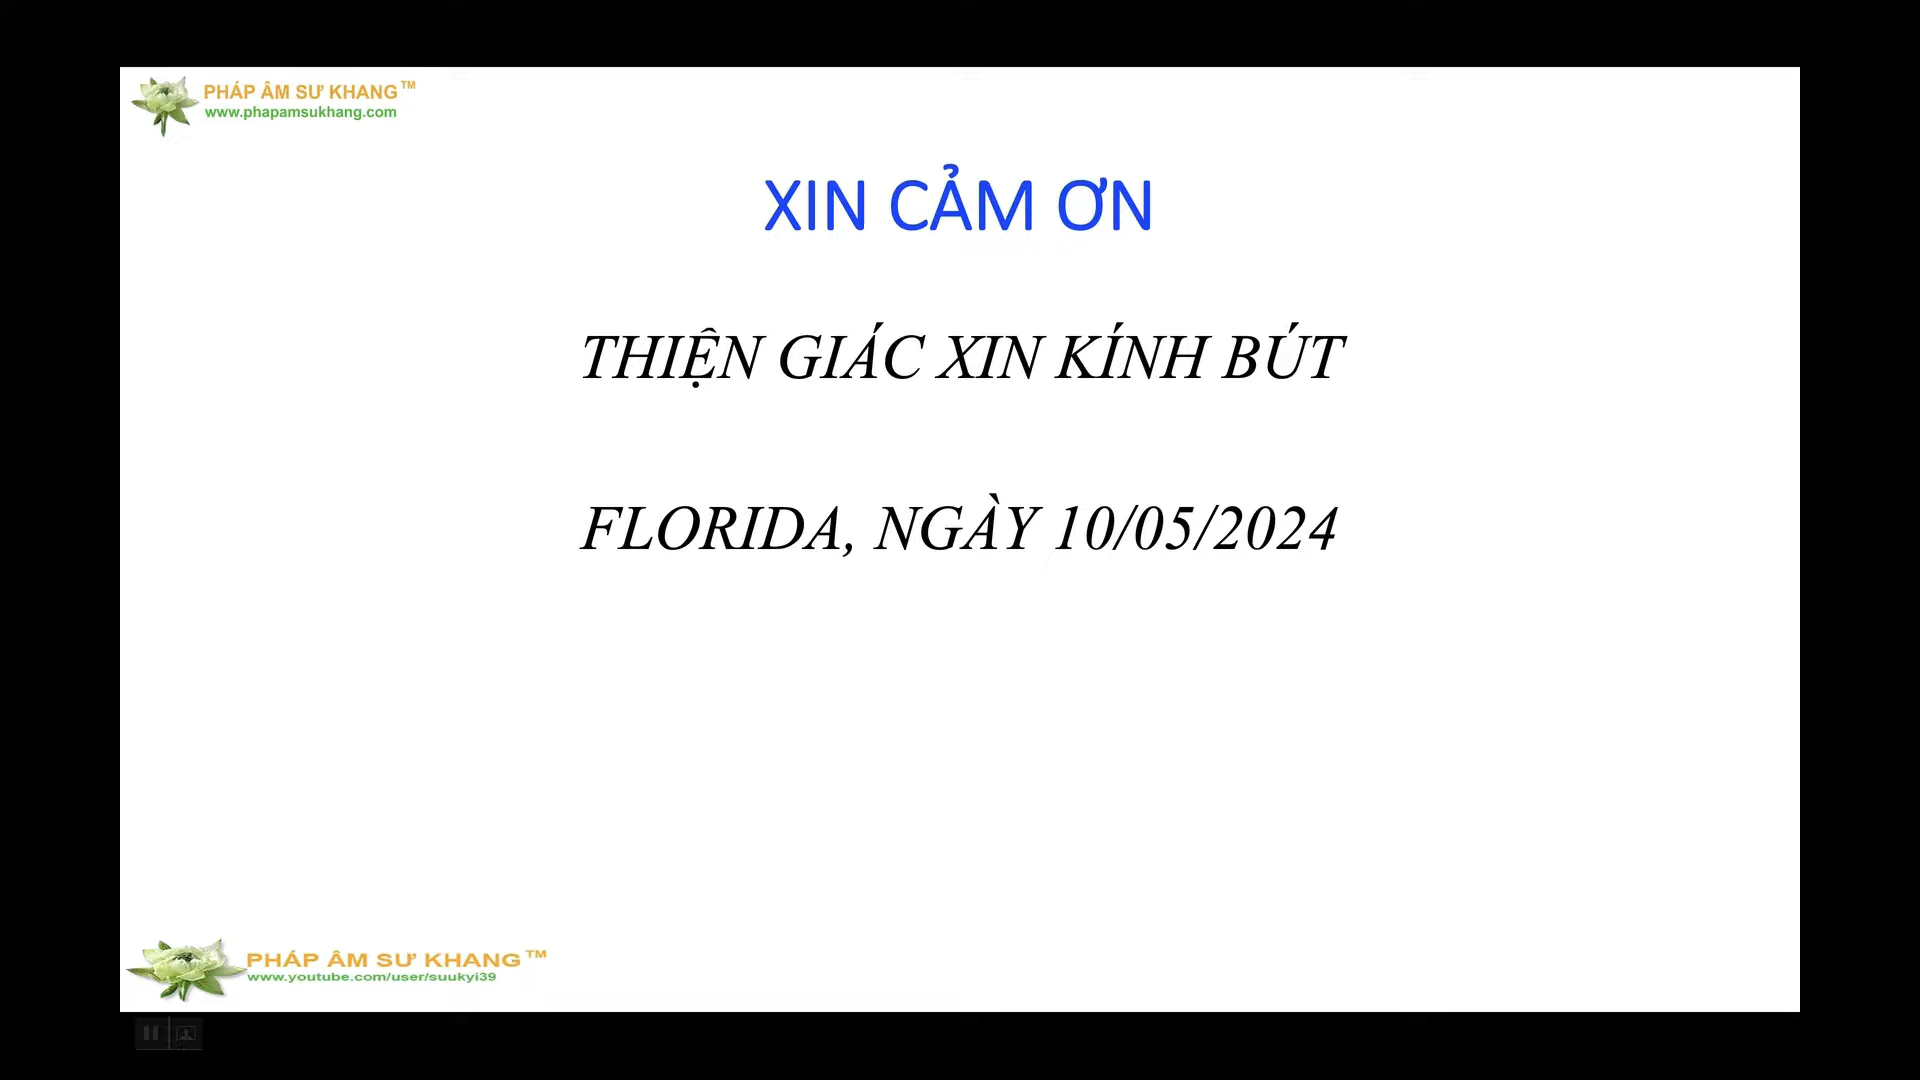 PHÁP ÂM SƯ KHANG™
www.phapamsukhang.com
XIN CẢM ƠN
THIỆN GIÁC XIN KÍNH BÚT
FLORIDA, NGÀY 10/05/2024
PHÁP ÂM SƯ KHANG™
www.youtube.com/user/suukyi39